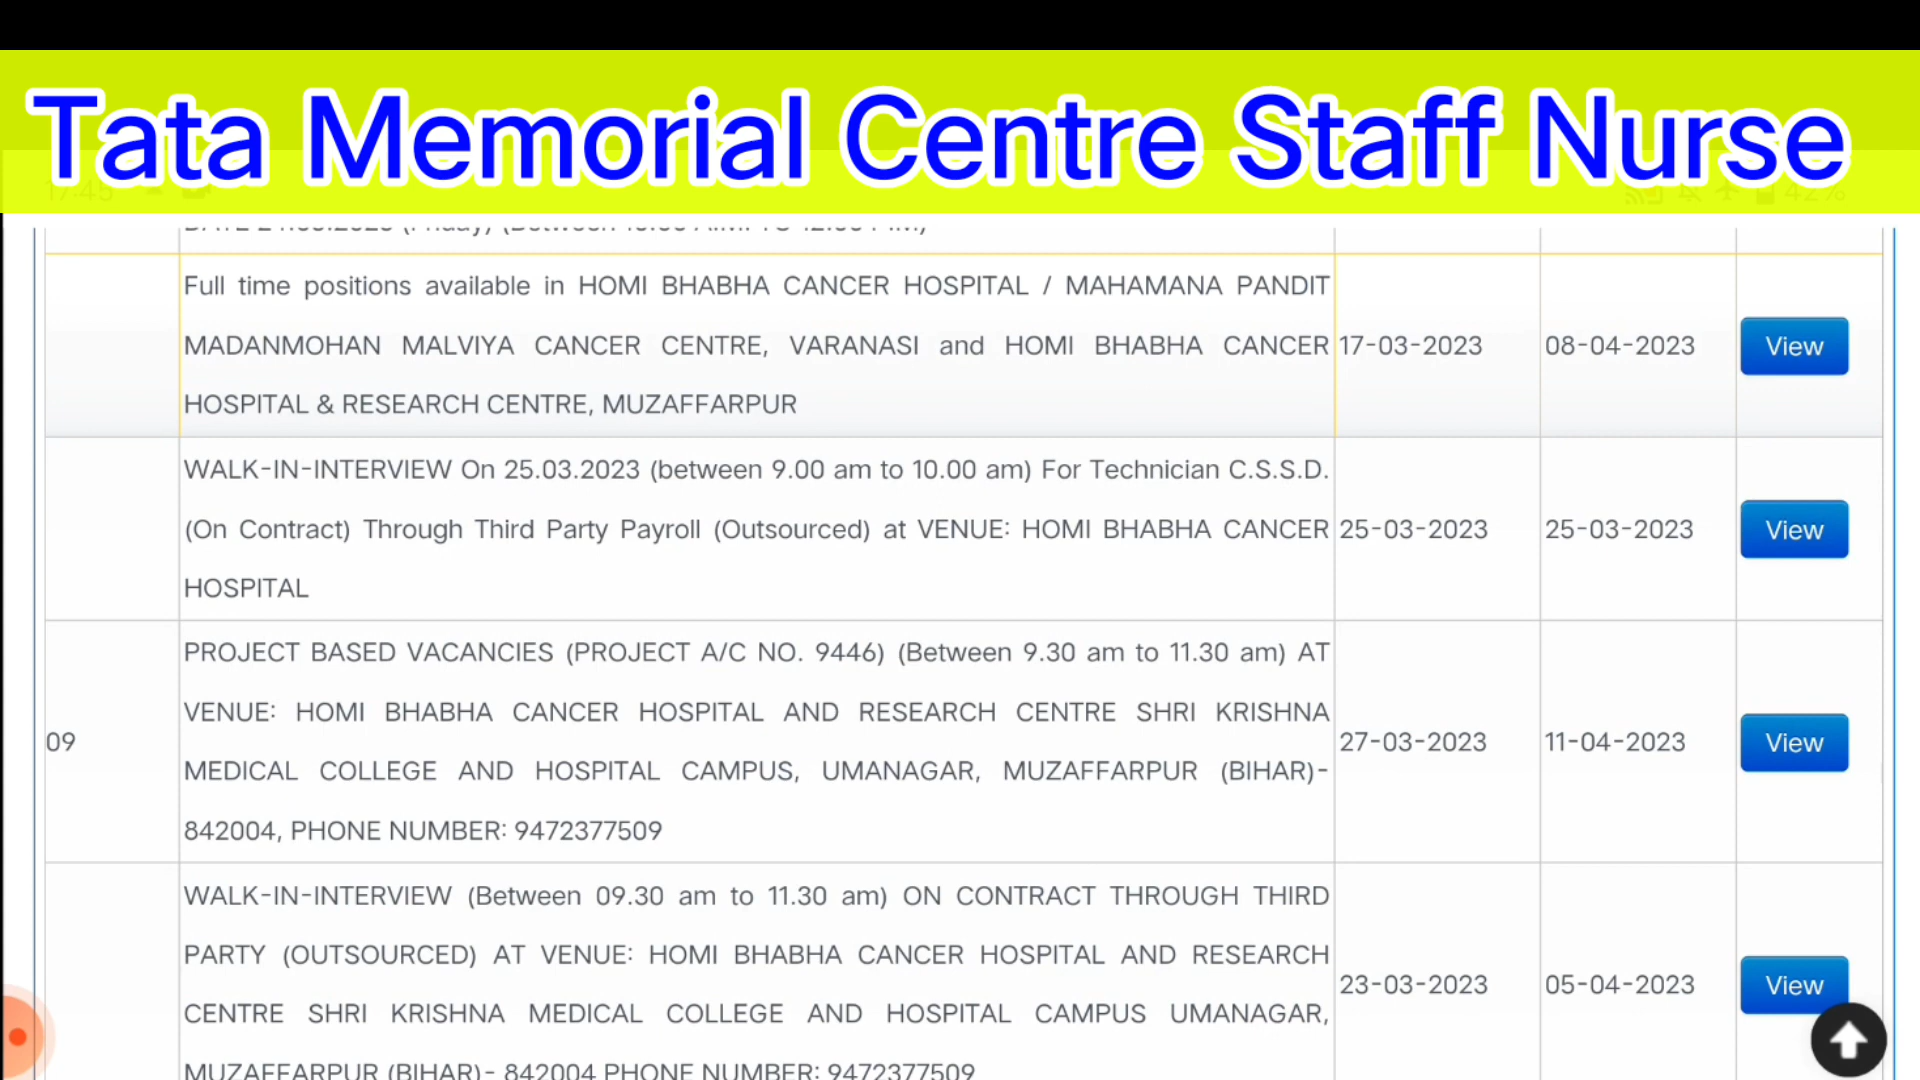 Tata Memorial Centre Staff Nurse
17:45
42%
Full time positions available in HOMI BHABHA CANCER HOSPITAL / MAHAMANA PANDIT
MADANMOHAN MALVIYA CANCER CENTRE, VARANASI and HOMI BHABHA CANCER 17-03-2023 08-04-2023 View
HOSPITAL & RESEARCH CENTRE, MUZAFFARPUR
WALK-IN-INTERVIEW On 25.03.2023 (between 9.00 am to 10.00 am) For Technician C.S.S.D.
(On Contract) Through Third Party Payroll (Outsourced) at VENUE: HOMI BHABHA CANCER 25-03-2023 25-03-2023 View
HOSPITAL
PROJECT BASED VACANCIES (PROJECT A/C NO. 9446) (Between 9.30 am to 11.30 am) AT
VENUE: HOMI BHABHA CANCER HOSPITAL AND RESEARCH CENTRE SHRI KRISHNA
09 27-03-2023 11-04-2023 View
MEDICAL COLLEGE AND HOSPITAL CAMPUS, UMANAGAR, MUZAFFARPUR (BIHAR)-
842004, PHONE NUMBER: 9472377509
WALK-IN-INTERVIEW (Between 09.30 am to 11.30 am) ON CONTRACT THROUGH THIRD
PARTY (OUTSOURCED) AT VENUE: HOMI BHABHA CANCER HOSPITAL AND RESEARCH
23-03-2023 05-04-2023 View
CENTRE SHRI KRISHNA MEDICAL COLLEGE AND HOSPITAL CAMPUS UMANAGAR,
MUZAFFARPUR (BIHAR)- 842004 PHONE NUMBER: 9472377509